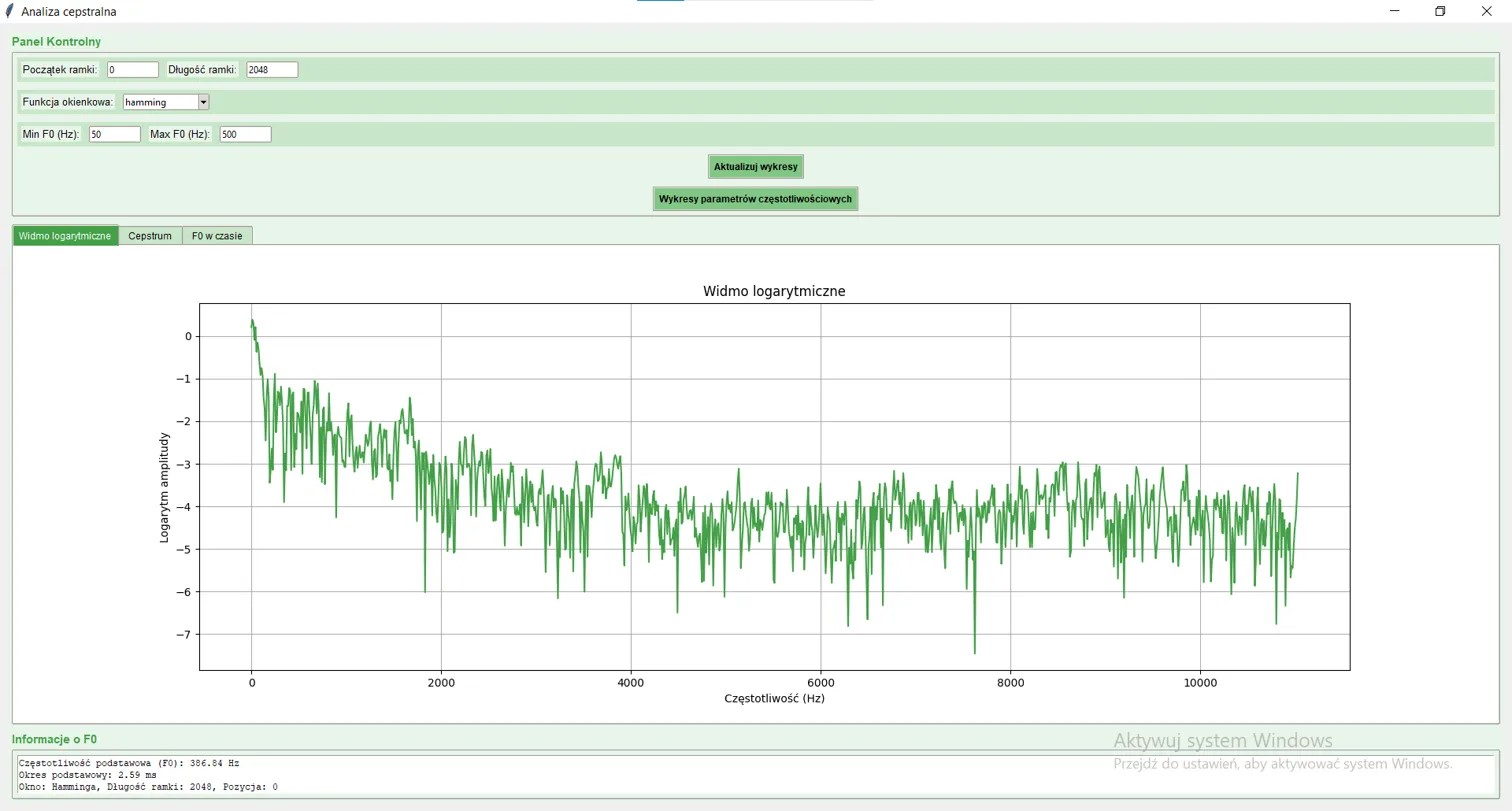 Analiza cepstralna
Panel Kontrolny
Początek ramki: 0 Długość ramki: 2048
Funkcja okienkowa: hamming
Min F0 (Hz): 50 Max F0 (Hz): 500
Aktualizuj wykresy
Wykresy parametrów częstotliwościowych
Widmo logarytmiczne Cepstrum F0 w czasie
Widmo logarytmiczne
Logarytm amplitudy
0
−1
−2
−3
−4
−5
−6
−7
0 2000 4000 6000 8000 10000
Częstotliwość (Hz)
Informacje o F0
Częstotliwość podstawowa (F0): 386.84 Hz
Okres podstawowy: 2.59 ms
Okno: Hamminga, Długość ramki: 2048, Pozycja: 0
Aktywuj system Windows
Przejdź do ustawień, aby aktywować system Windows.